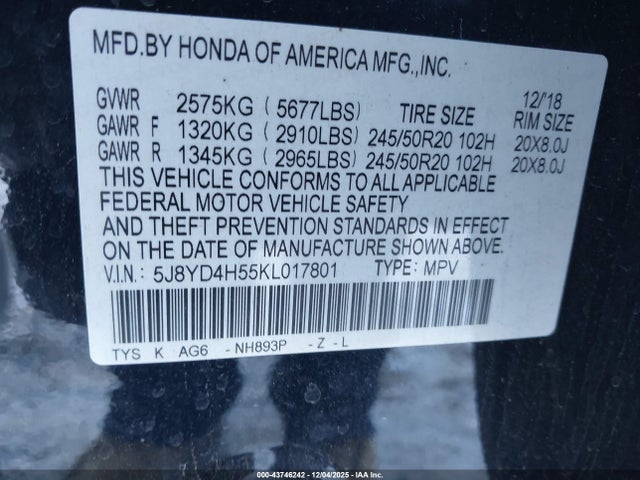 MFD.BY HONDA OF AMERICA MFG.,INC.
12/'18
GVWR 2575KG (5677LBS) TIRE SIZE RIM SIZE
GAWR F 1320KG (2910LBS) 245/50R20 102H 20X8.0J
GAWR R 1345KG (2965LBS) 245/50R20 102H 20X8.0J
THIS VEHICLE CONFORMS TO ALL APPLICABLE
FEDERAL MOTOR VEHICLE SAFETY
AND THEFT PREVENTION STANDARDS IN EFFECT
ON THE DATE OF MANUFACTURE SHOWN ABOVE.
V.I.N: 5J8YD4H55KL017801 TYPE: MPV
TYS K AG6 -NH893P -Z-L
000-43746242 - 12/04/2025 - IAA Inc.